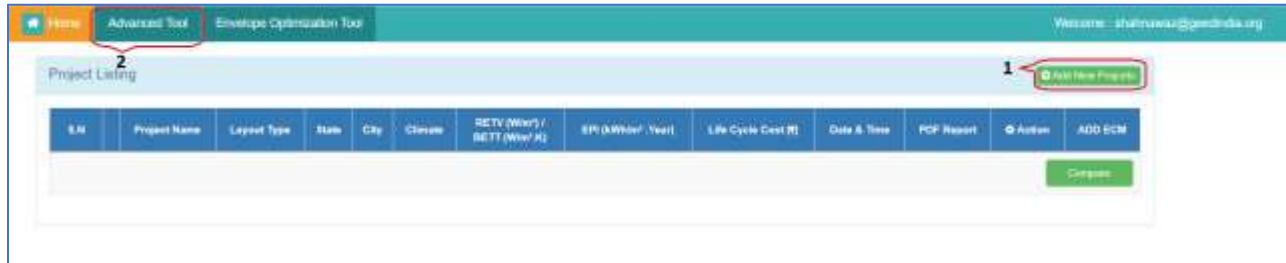 Home Advanced Tool Envelope Optimization Tool Welcome shahnawaz@geedindia.org
2
Project Listing 1 Add New Projects
S.N Project Name Layout Type State City Climate RETV (W/m²) / EPI (kWh/m² .Year) Life Cycle Cost [₹] Date & Time PDF Report Action ADD ECM
BETT (W/m².K)
Compare